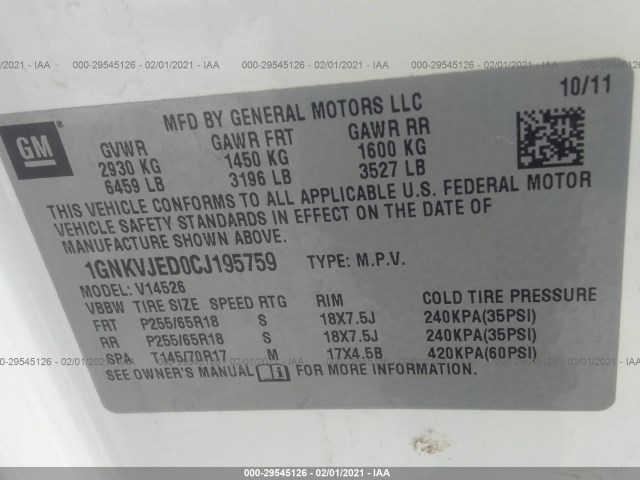 000-29545126 - 02/01/2021 - IAA
10/11
GM
MFD BY GENERAL MOTORS LLC
GVWR GAWR FRT GAWR RR
2930 KG 1450 KG 1600 KG
6459 LB 3196 LB 3527 LB
THIS VEHICLE CONFORMS TO ALL APPLICABLE U.S. FEDERAL MOTOR
VEHICLE SAFETY STANDARDS IN EFFECT ON THE DATE OF
MANUFACTURE SHOWN ABOVE.
1GNKVJED0CJ195759 TYPE: M.P.V.
MODEL: V14526
VBBW TIRE SIZE SPEED RTG RIM COLD TIRE PRESSURE
FRT P255/65R18 S 18X7.5J 240KPA(35PSI)
RR P255/65R18 S 18X7.5J 240KPA(35PSI)
SPA T145/70R17 M 17X4.5B 420KPA(60PSI)
SEE OWNER'S MANUAL FOR MORE INFORMATION.
000-29545126 - 02/01/2021 - IAA